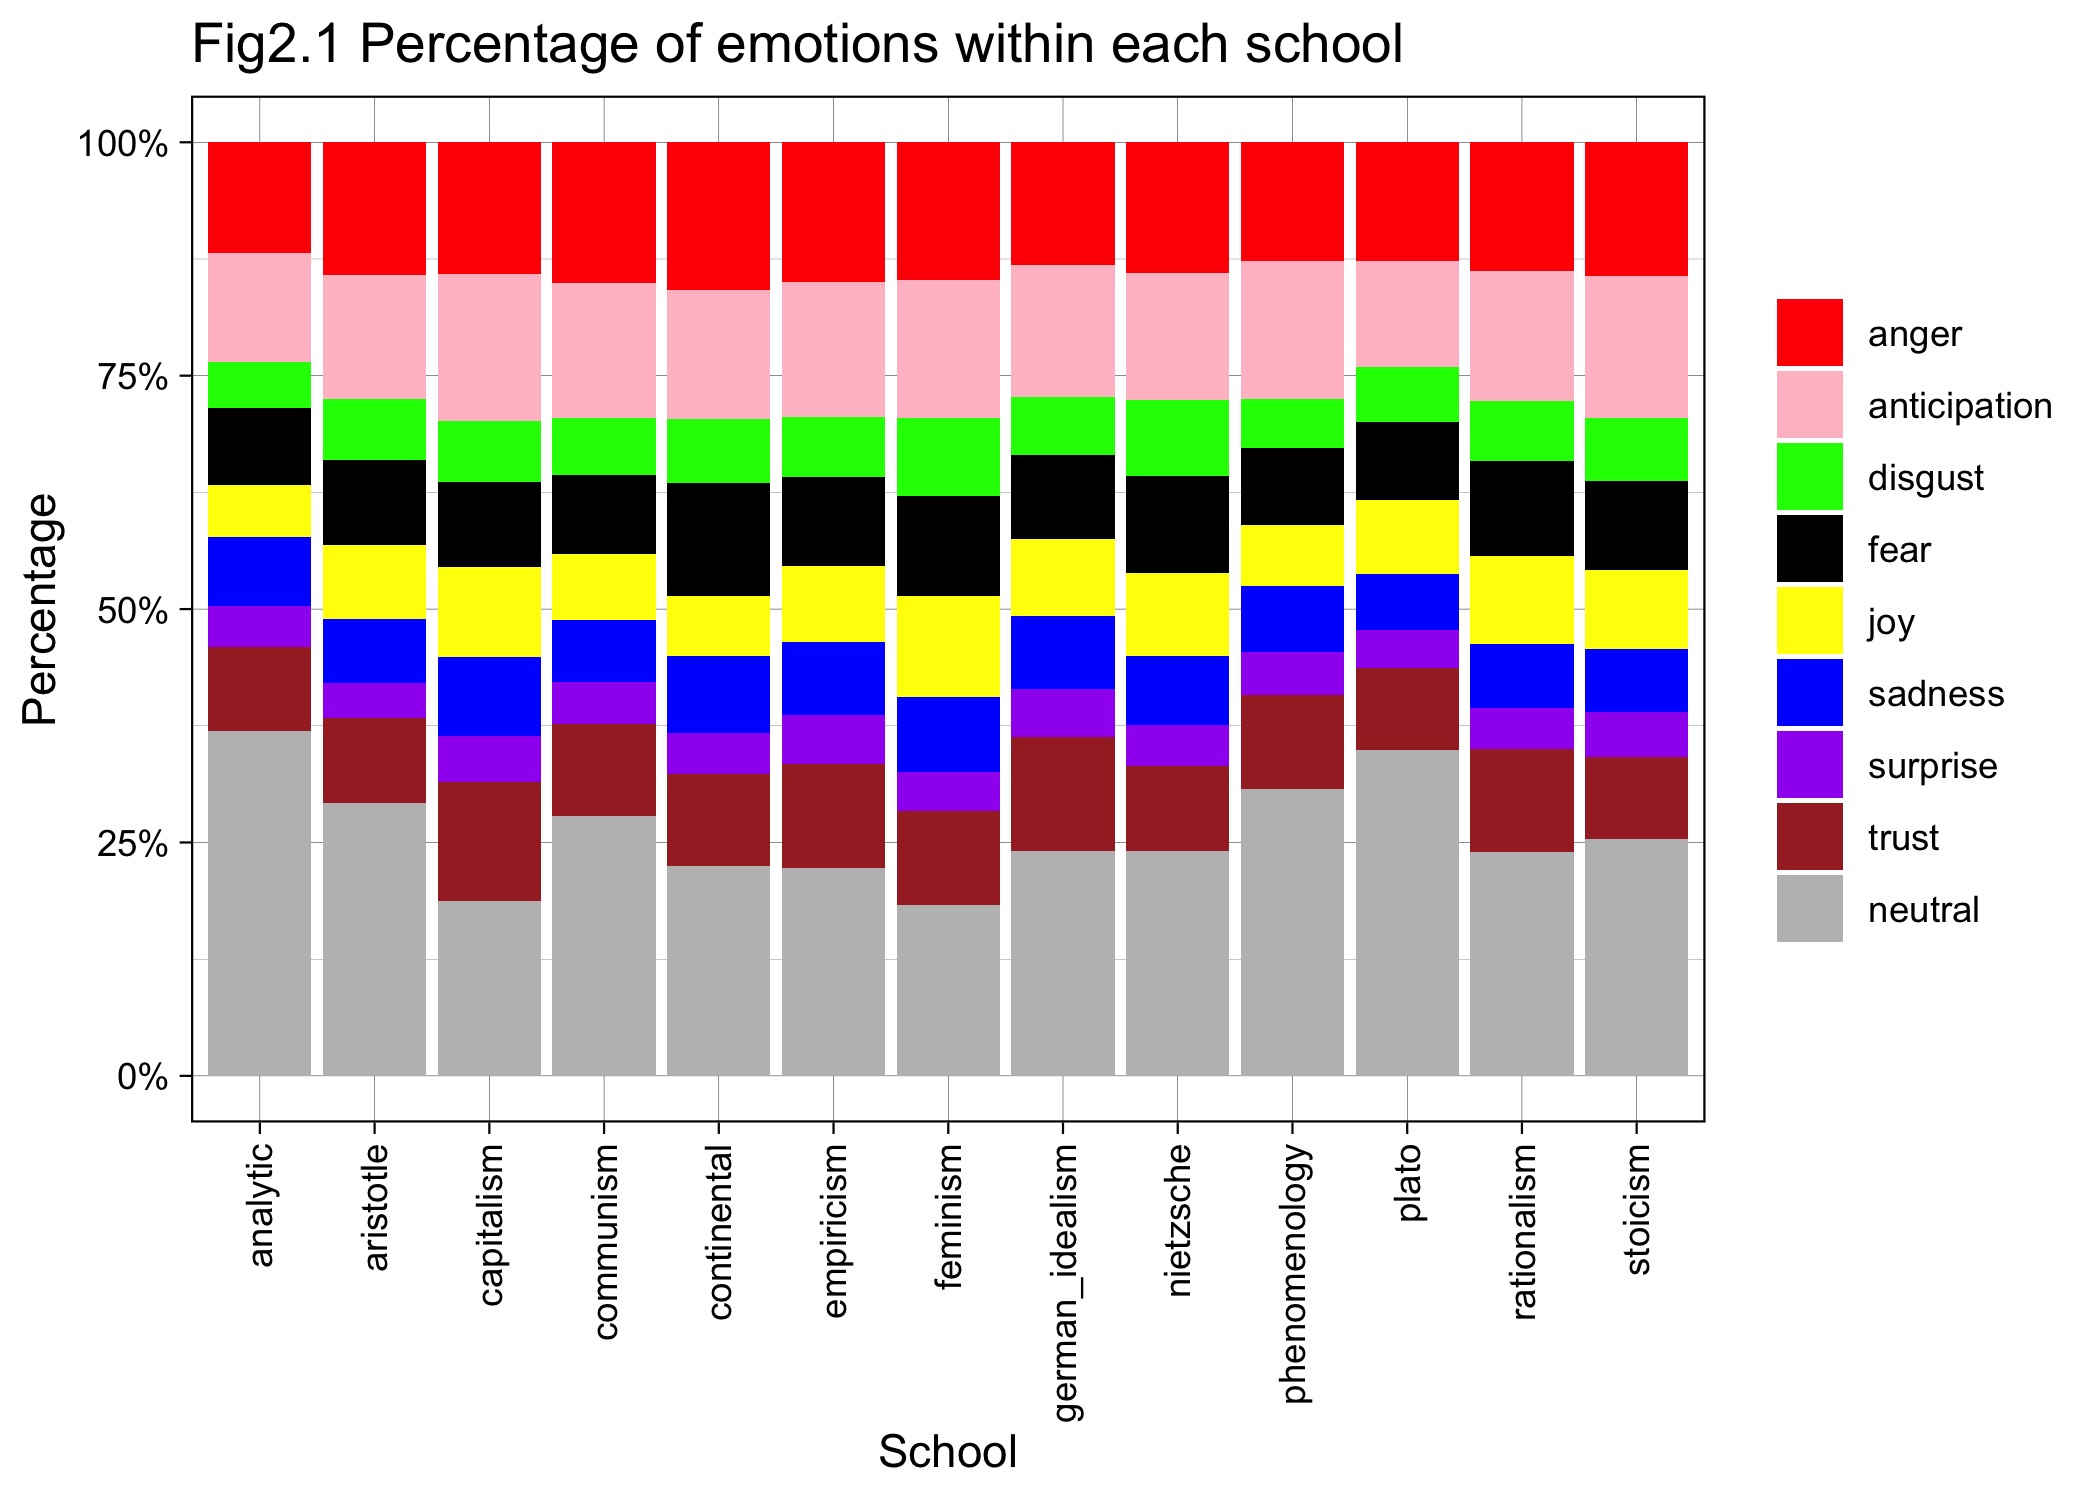 Fig2.1 Percentage of emotions within each school
Percentage
100%
75%
50%
25%
0%
analytic
aristotle
capitalism
communism
continental
empiricism
feminism
german_idealism
nietzsche
phenomenology
plato
rationalism
stoicism
School
anger
anticipation
disgust
fear
joy
sadness
surprise
trust
neutral